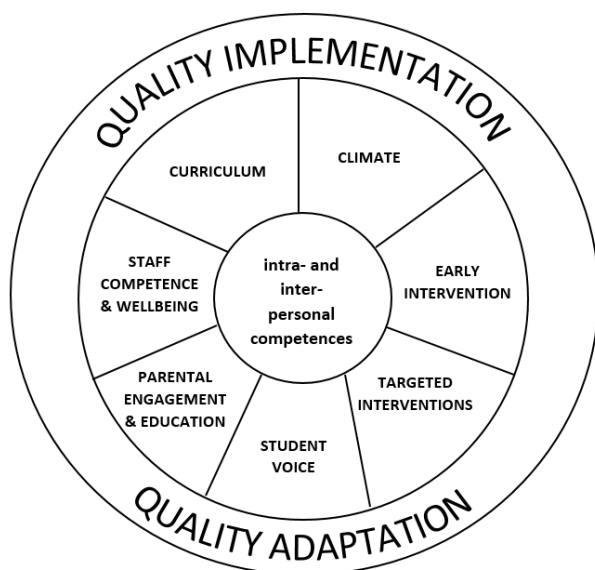 QUALITY IMPLEMENTATION
CURRICULUM
CLIMATE
STAFF
COMPETENCE
& WELLBEING
intra- and
inter-
personal
competences
EARLY
INTERVENTION
PARENTAL
ENGAGEMENT
& EDUCATION
TARGETED
INTERVENTIONS
STUDENT
VOICE
QUALITY ADAPTATION